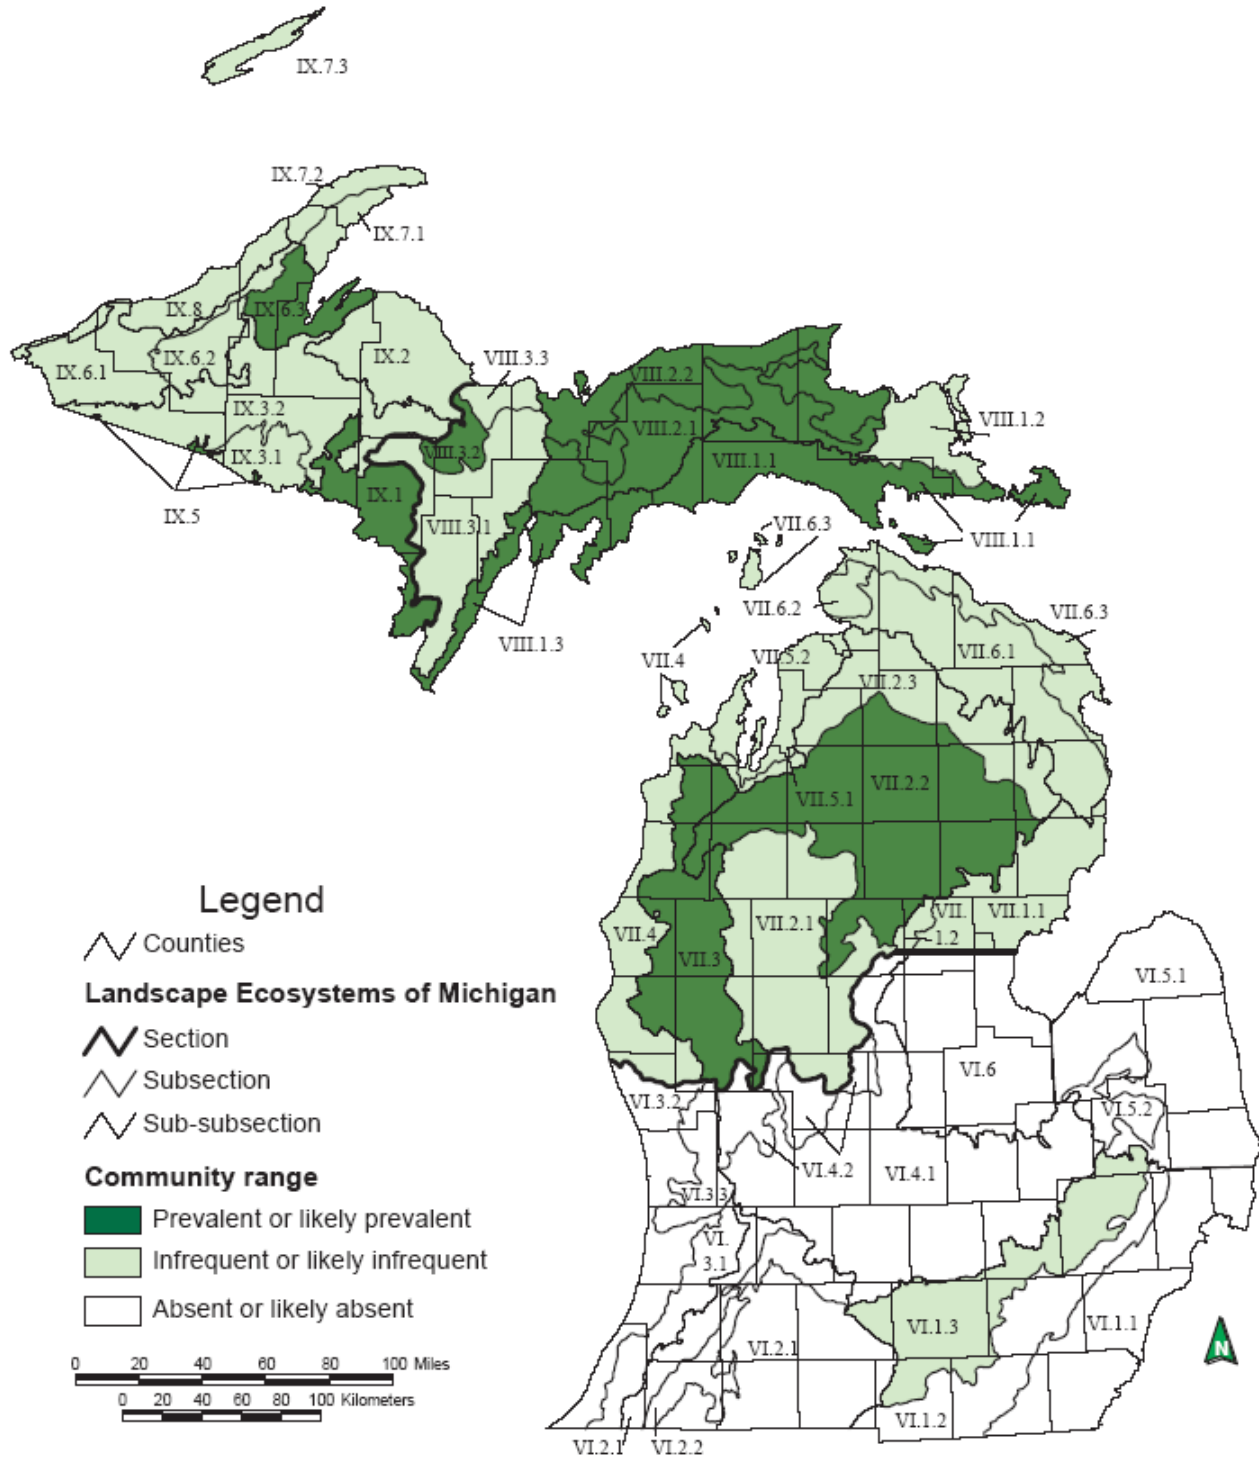 IX.7.3
IX.7.2
IX.7.1
IX.8
IX.6.3
IX.6.2
IX.2
IX.6.1
VIII.3.3
VIII.2.2
IX.3.2
VIII.1.2
VIII.2.1
IX.3.1
VIII.3.2
VIII.1.1
IX.1
IX.5
VIII.3.1
VII.6.3
VIII.1.1
VII.6.2
VII.6.3
VIII.1.3
VII.5.2
VII.6.1
VII.4
VII.2.3
VII.5.1
VII.2.2
VII.4
VII.3
VII.2.1
VII.
1.2
VII.1.1
VI.5.1
VI.6
VI.3.2
VI.5.2
VI.4.2
VI.4.1
VI.3.3
VI.
3.1
VI.1.3
VI.1.1
VI.2.1
VI.1.2
VI.2.1
VI.2.2
Legend
Counties
Landscape Ecosystems of Michigan
Section
Subsection
Sub-subsection
Community range
Prevalent or likely prevalent
Infrequent or likely infrequent
Absent or likely absent
0 20 40 60 80 100 Miles
0 20 40 60 80 100 Kilometers
N